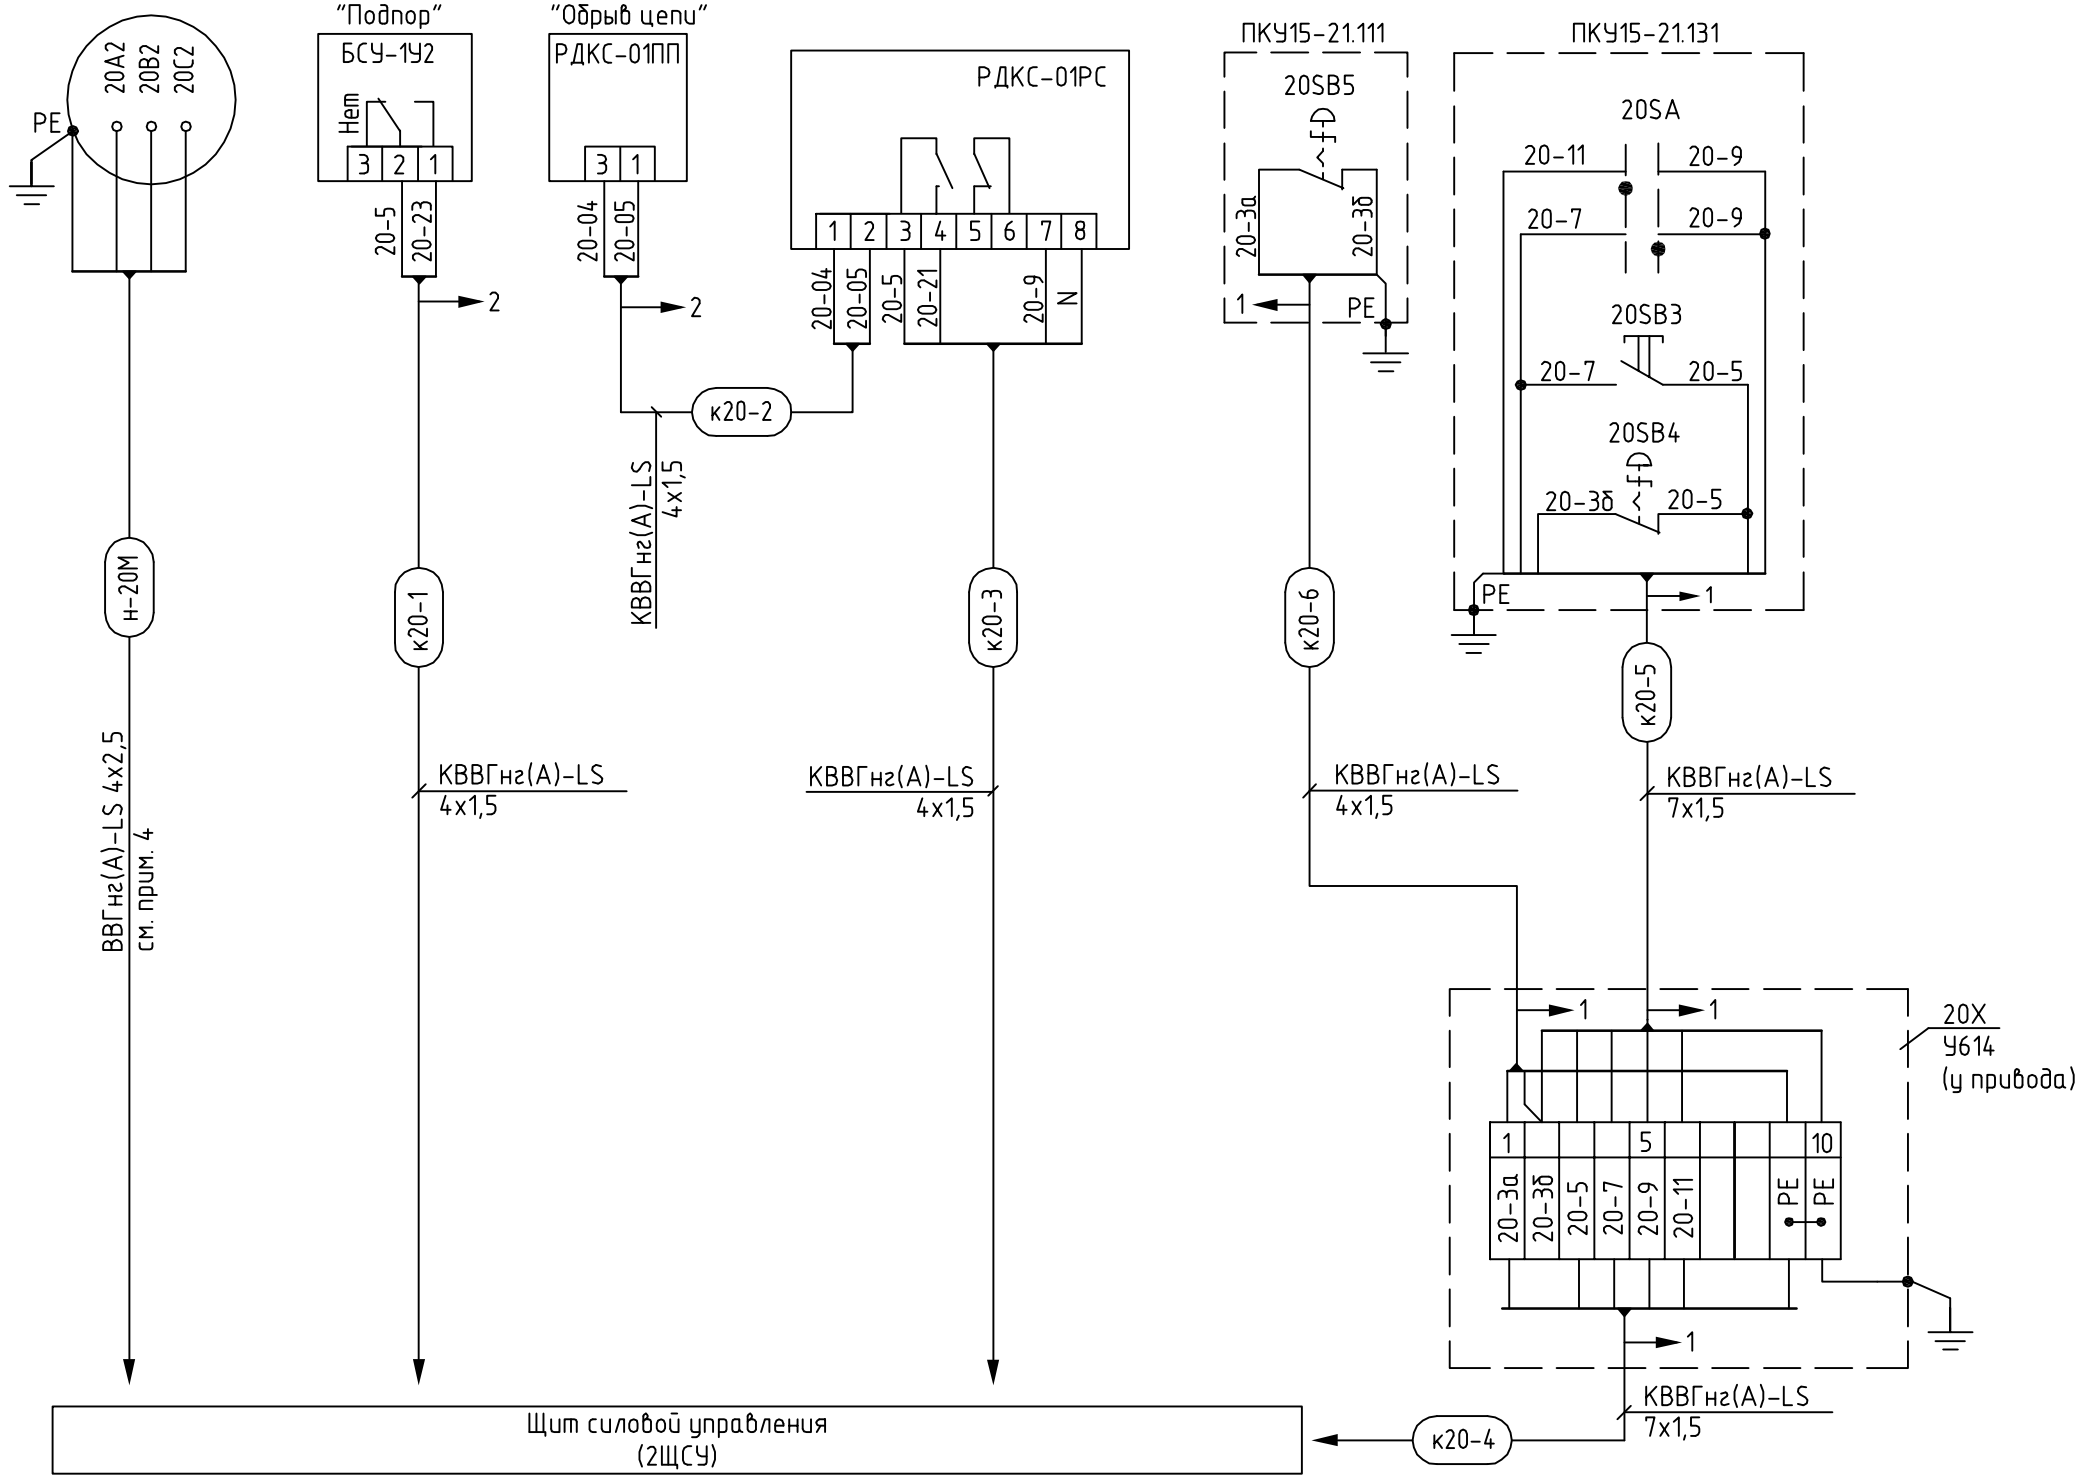 20А2
20В2
20С2
PE
н-20М
ВВГнг(А)-LS 4х2,5
см. прим. 4
"Подпор"
БСУ-1У2
Нет
3 2 1
20-5
20-23
2
к20-1
КВВГнг(А)-LS
4х1,5
"Обрыв цепи"
РДКС-01ПП
3 1
20-04
20-05
2
к20-2
КВВГнг(А)-LS
4х1,5
РДКС-01РС
1 2 3 4 5 6 7 8
20-04
20-05
20-5
20-21
20-9
N
к20-3
КВВГнг(А)-LS
4х1,5
ПКУ15-21.111
20SB5
20-3а
20-3б
1
PE
к20-6
КВВГнг(А)-LS
4х1,5
ПКУ15-21.131
20SA
20-11 20-9
20-7 20-9
20SB3
20-7 20-5
20SB4
20-3б 20-5
PE
1
к20-5
КВВГнг(А)-LS
7х1,5
1 1
20Х
У614
(у привода)
1 5 10
20-3а
20-3б
20-5
20-7
20-9
20-11
PE
PE
1
КВВГнг(А)-LS
7х1,5
к20-4
Щит силовой управления
(2ЩСУ)